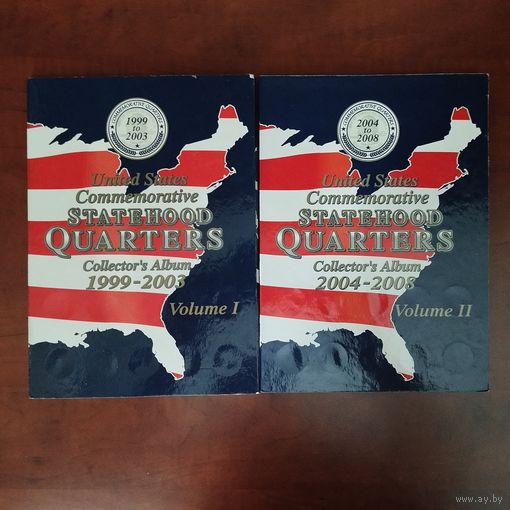 COMMEMORATIVE QUARTERS
1999
to
2003
United States
Commemorative
STATEHOOD
QUARTERS
Collector's Album
1999-2003
Volume I
COMMEMORATIVE QUARTERS
2004
to
2008
United States
Commemorative
STATEHOOD
QUARTERS
Collector's Album
2004-2008
Volume II
www.ay.by